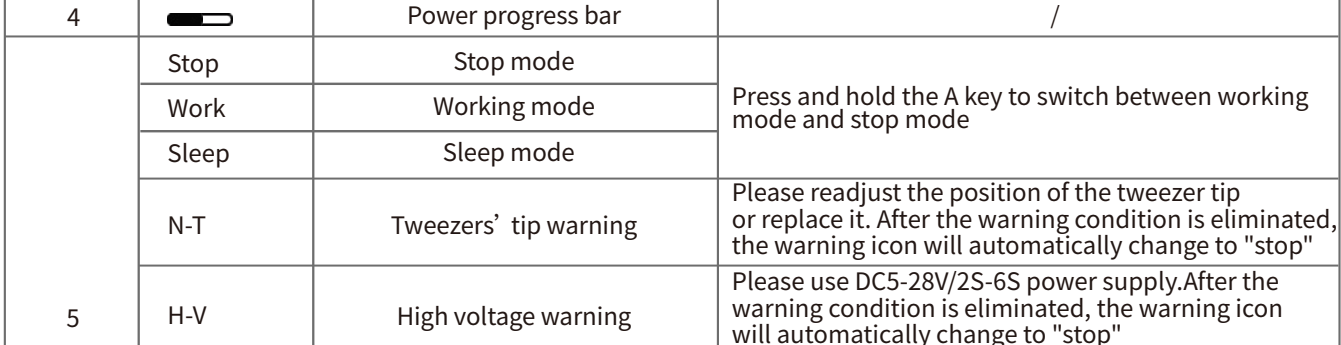 4 Power progress bar /
Stop Stop mode
Work Working mode
Sleep Sleep mode
Press and hold the A key to switch between working
mode and stop mode
N-T Tweezers’ tip warning
Please readjust the position of the tweezer tip
or replace it. After the warning condition is eliminated,
the warning icon will automatically change to "stop"
5 H-V High voltage warning
Please use DC5-28V/2S-6S power supply.After the
warning condition is eliminated, the warning icon
will automatically change to "stop"